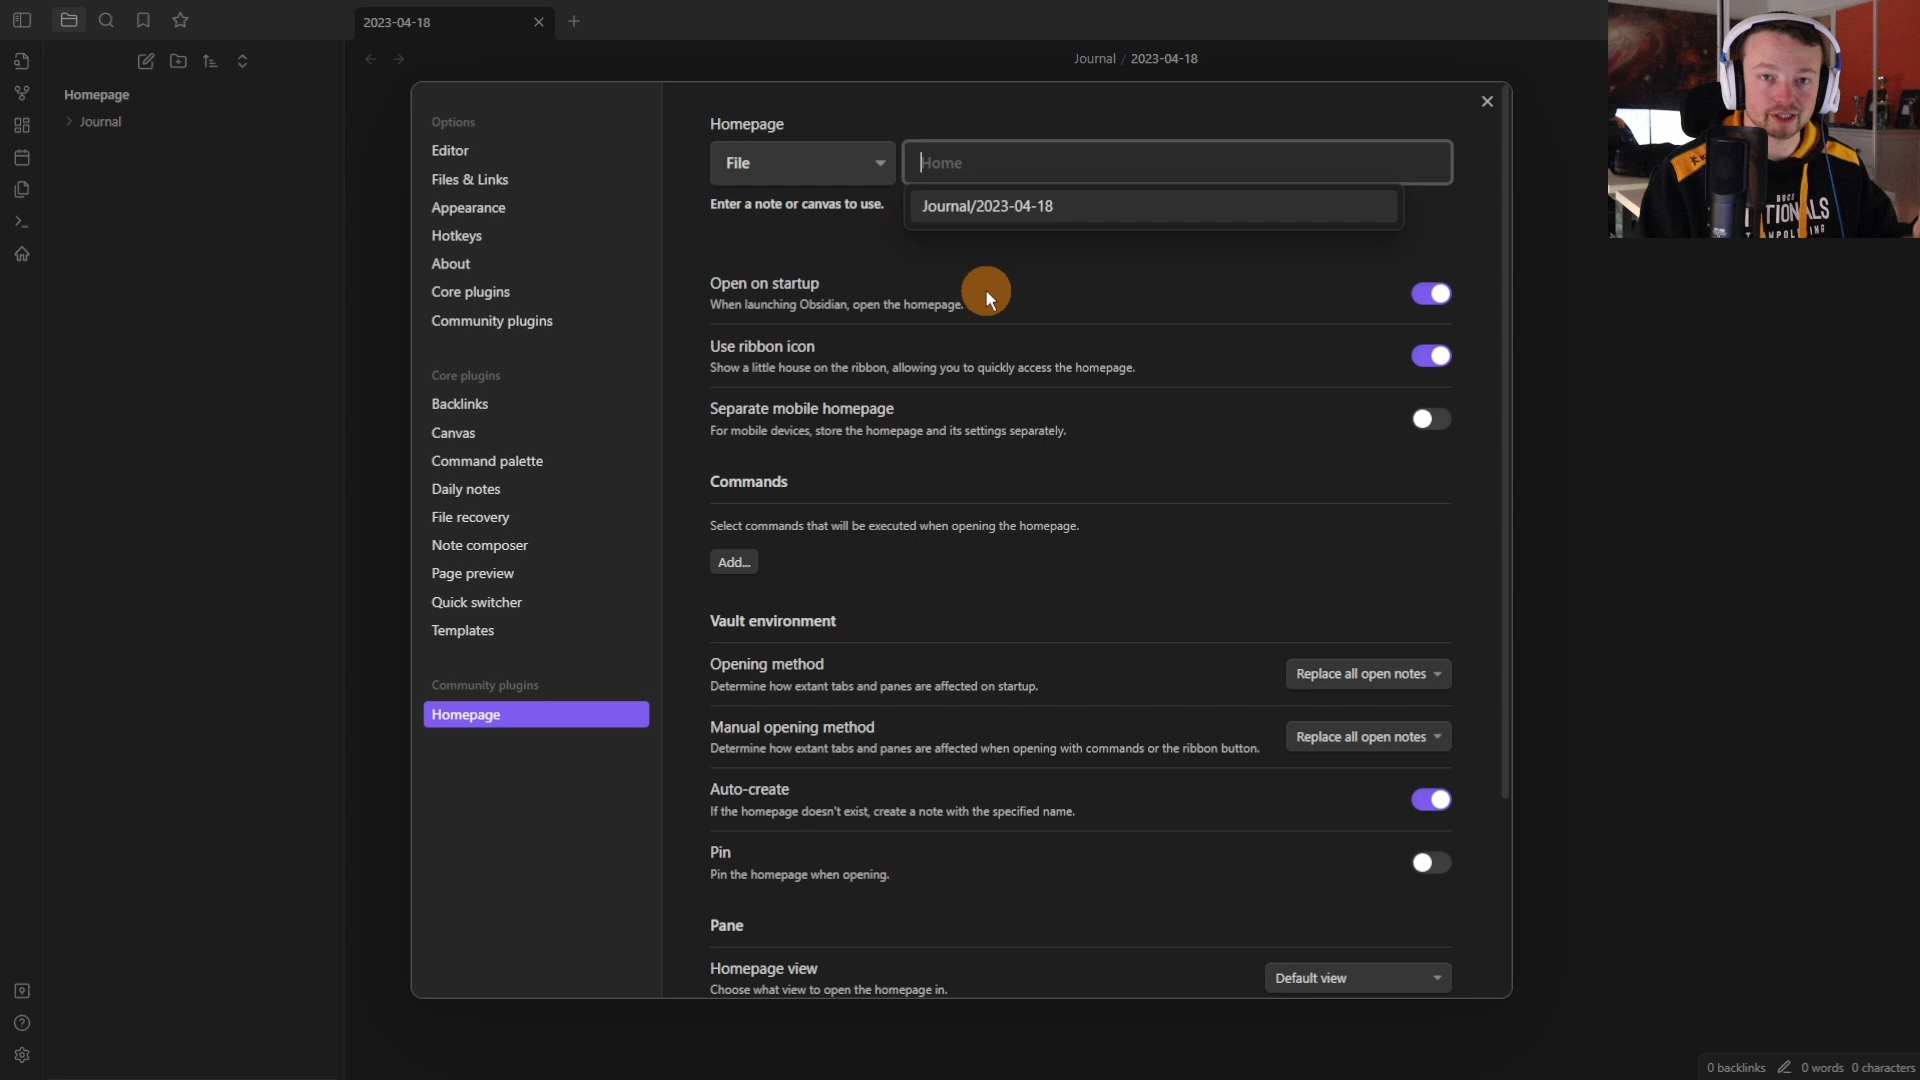 2023-04-18
Journal / 2023-04-18
Homepage
Journal
Options
Editor
Files & Links
Appearance
Hotkeys
About
Core plugins
Community plugins
Core plugins
Backlinks
Canvas
Command palette
Daily notes
File recovery
Note composer
Page preview
Quick switcher
Templates
Community plugins
Homepage
Homepage
File
Home
Enter a note or canvas to use.
Journal/2023-04-18
Open on startup
When launching Obsidian, open the homepage.
Use ribbon icon
Show a little house on the ribbon, allowing you to quickly access the homepage.
Separate mobile homepage
For mobile devices, store the homepage and its settings separately.
Commands
Select commands that will be executed when opening the homepage.
Add...
Vault environment
Opening method
Determine how extant tabs and panes are affected on startup.
Replace all open notes
Manual opening method
Determine how extant tabs and panes are affected when opening with commands or the ribbon button.
Replace all open notes
Auto-create
If the homepage doesn't exist, create a note with the specified name.
Pin
Pin the homepage when opening.
Pane
Homepage view
Choose what view to open the homepage in.
Default view
0 backlinks
0 words 0 characters
BUCS